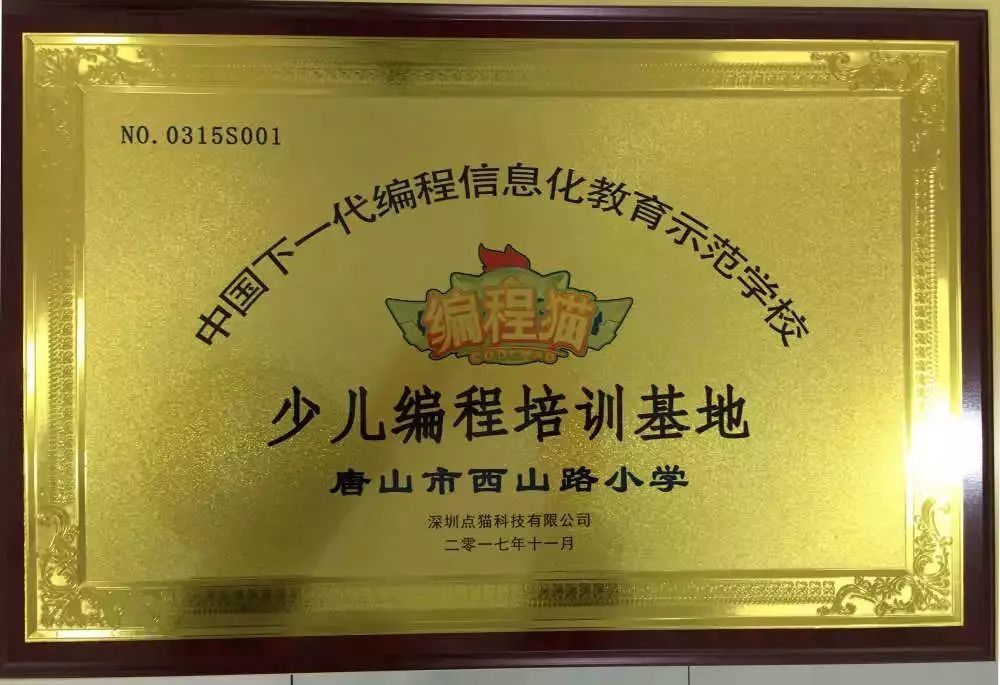 NO. 0315S001
中国下一代编程信息化教育示范学校
编程猫
CODEMAO
少儿编程培训基地
唐山市西山路小学
深圳点猫科技有限公司
二零一七年十一月